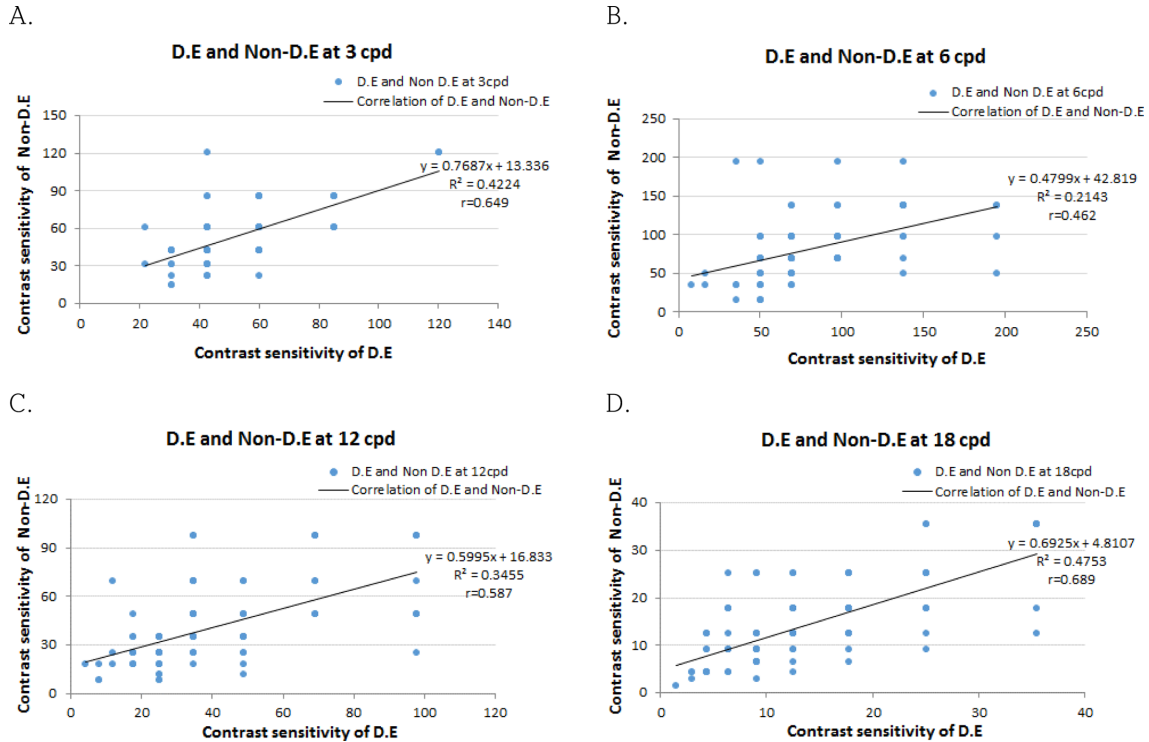 A.
D.E and Non-D.E at 3 cpd
D.E and Non D.E at 3cpd
Correlation of D.E and Non-D.E
Contrast sensitivity of Non-D.E
150
120
90
60
30
0
y = 0.7687x + 13.336
R² = 0.4224
r=0.649
0 20 40 60 80 100 120 140
Contrast sensitivity of D.E
B.
D.E and Non-D.E at 6 cpd
D.E and Non D.E at 6cpd
Correlation of D.E and Non-D.E
Contrast sensitivity of Non-D.E
250
200
150
100
50
0
y = 0.4799x + 42.819
R² = 0.2143
r=0.462
0 50 100 150 200 250
Contrast sensitivity of D.E
C.
D.E and Non-D.E at 12 cpd
D.E and Non D.E at 12cpd
Correlation of D.E and Non-D.E
Contrast sensitivity of Non-D.E
120
90
60
30
0
y = 0.5995x + 16.833
R² = 0.3455
r=0.587
0 20 40 60 80 100 120
Contrast sensitivity of D.E
D.
D.E and Non-D.E at 18 cpd
D.E and Non D.E at 18cpd
Correlation of D.E and Non-D.E
Contrast sensitivity of Non-D.E
40
30
20
10
0
y = 0.6925x + 4.8107
R² = 0.4753
r=0.689
0 10 20 30 40
Contrast sensitivity of D.E